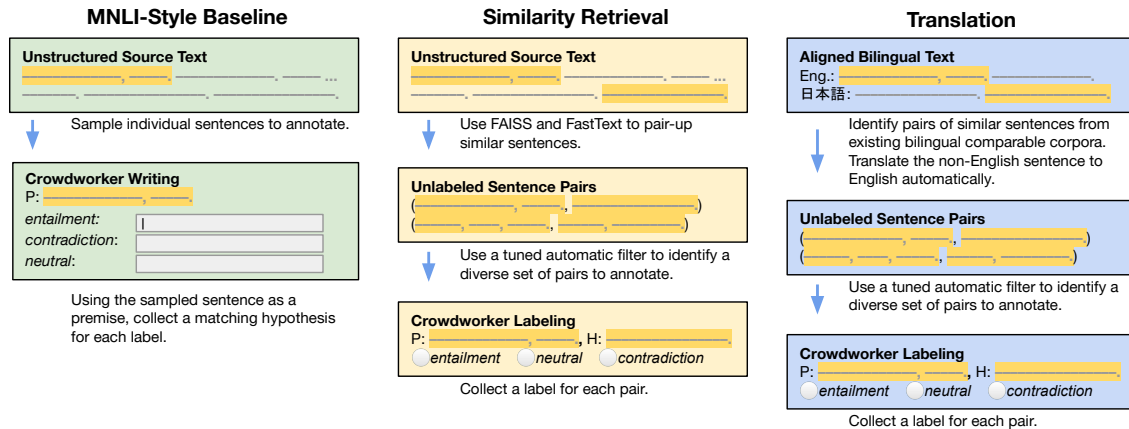 MNLI-Style Baseline
Unstructured Source Text
...
Sample individual sentences to annotate.
Crowdworker Writing
P:
entailment:
contradiction:
neutral:
Using the sampled sentence as a
premise, collect a matching hypothesis
for each label.
Similarity Retrieval
Unstructured Source Text
...
Use FAISS and FastText to pair-up
similar sentences.
Unlabeled Sentence Pairs
( , , .)
( , , ., , .)
Use a tuned automatic filter to identify a
diverse set of pairs to annotate.
Crowdworker Labeling
P: , H:
entailment neutral contradiction
Collect a label for each pair.
Translation
Aligned Bilingual Text
Eng.:
日本語:
Identify pairs of similar sentences from
existing bilingual comparable corpora.
Translate the non-English sentence to
English automatically.
Unlabeled Sentence Pairs
( , , .)
( , , ., , .)
Use a tuned automatic filter to identify a
diverse set of pairs to annotate.
Crowdworker Labeling
P: , H:
entailment neutral contradiction
Collect a label for each pair.